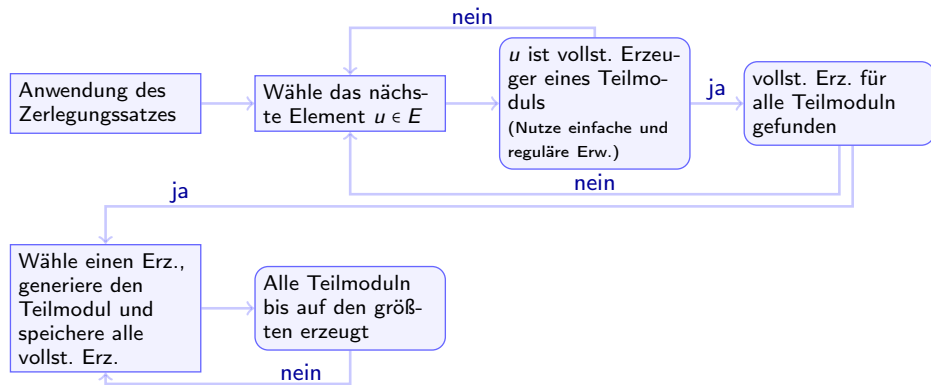 nein
Anwendung des
Zerlegungssatzes
Wähle das nächs-
te Element u ∈ E
u ist vollst. Erzeu-
ger eines Teilmo-
duls
(Nutze einfache und
reguläre Erw.)
ja
vollst. Erz. für
alle Teilmoduln
gefunden
nein
ja
Wähle einen Erz.,
generiere den
Teilmodul und
speichere alle
vollst. Erz.
Alle Teilmoduln
bis auf den größ-
ten erzeugt
nein